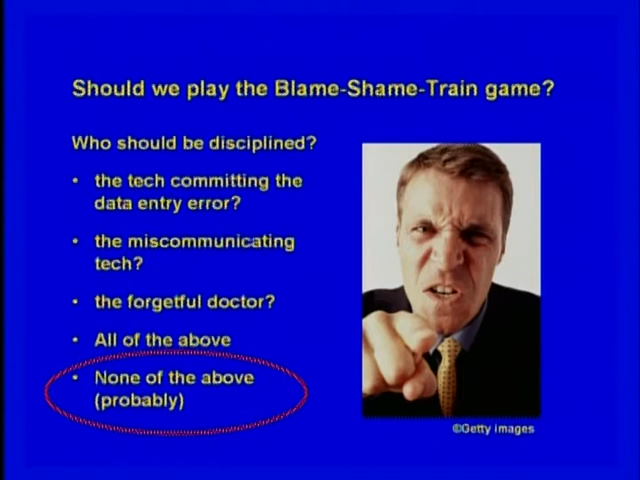 Should we play the Blame-Shame-Train game?
Who should be disciplined?
• the tech committing the
data entry error?
• the miscommunicating
tech?
• the forgetful doctor?
• All of the above
• None of the above
(probably)
©Getty images